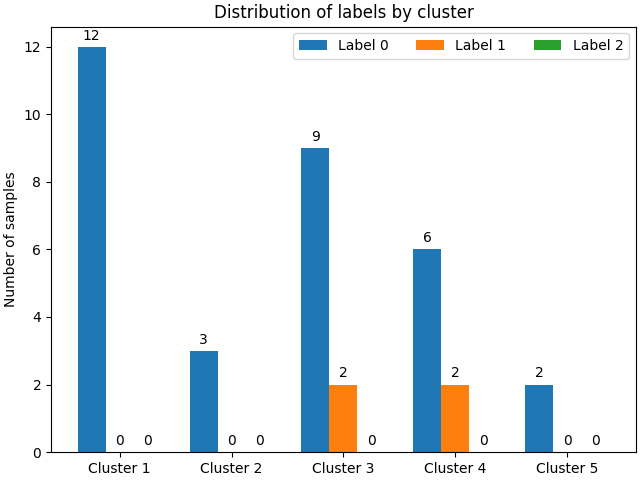 Distribution of labels by cluster
Label 0 Label 1 Label 2
Number of samples
12
10
8
6
4
2
0
12 0 0
3 0 0
9 2 0
6 2 0
2 0 0
Cluster 1 Cluster 2 Cluster 3 Cluster 4 Cluster 5